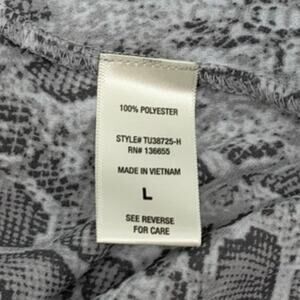 100% POLYESTER
STYLE# TU38725-H
RN# 136655
MADE IN VIETNAM
L
SEE REVERSE
FOR CARE